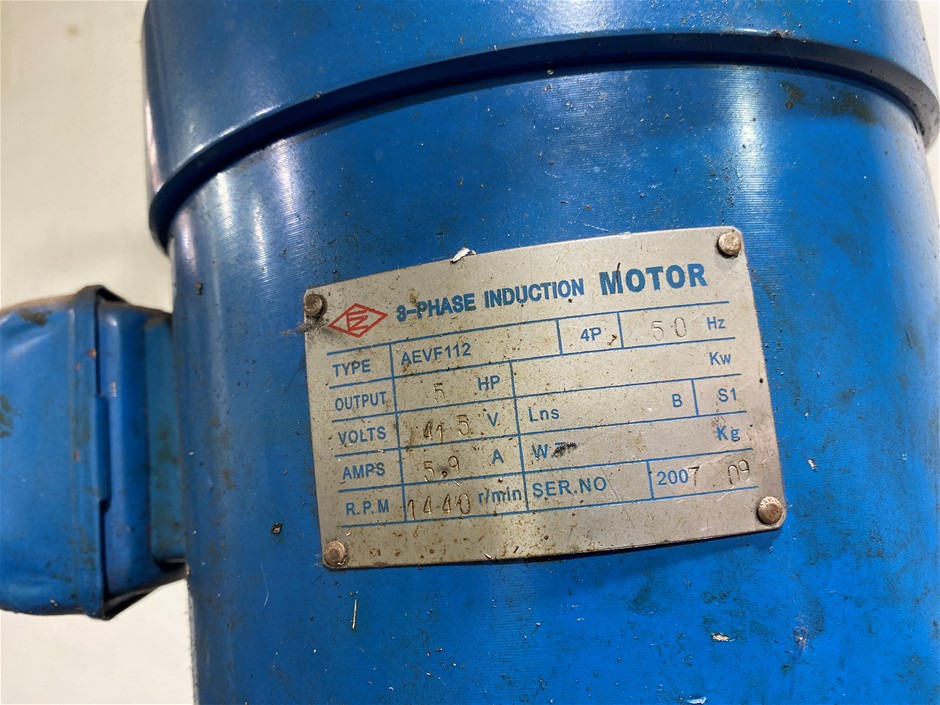 3-PHASE INDUCTION MOTOR
TYPE AEVF112 4P 50 Hz
OUTPUT 5 HP Kw
VOLTS 415 V Lns B S1
AMPS 5.9 A Kg
R.P.M 1440 r/min SER.NO 2007 09